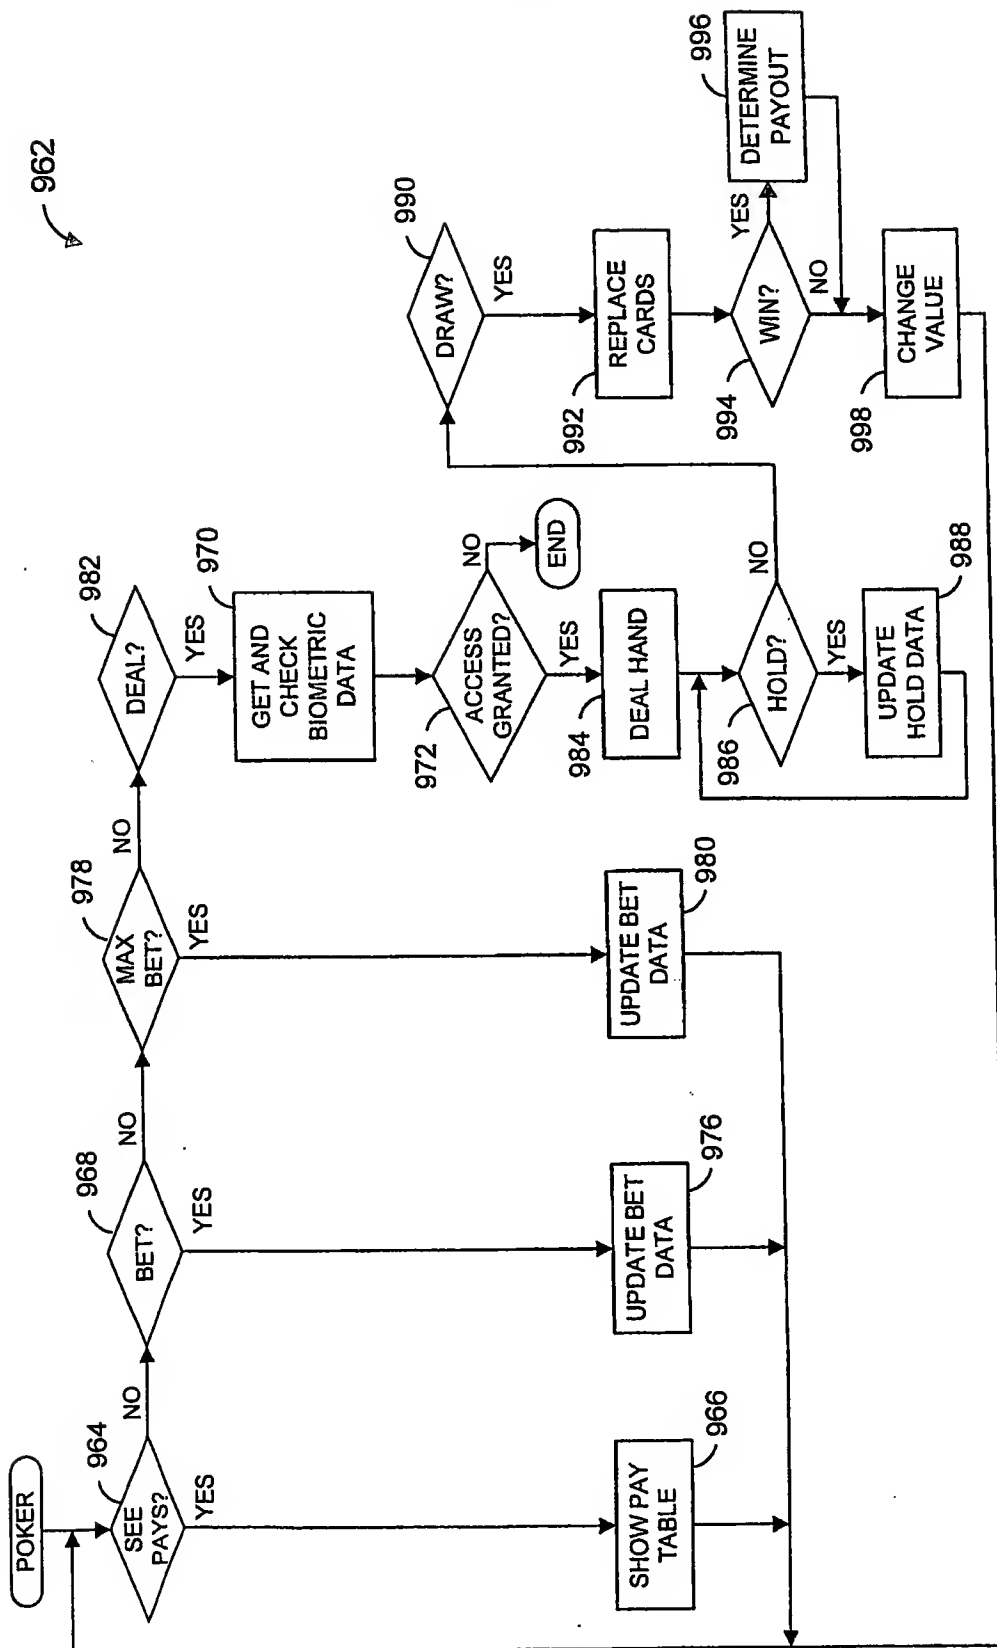 962
POKER
964
SEE
PAYS?
NO
YES
SHOW PAY
TABLE
966
968
BET?
NO
YES
UPDATE BET
DATA
976
978
MAX
BET?
NO
YES
UPDATE BET
DATA
980
982
DEAL?
YES
970
GET AND
CHECK
BIOMETRIC
DATA
972
ACCESS
GRANTED?
NO
END
YES
984
DEAL HAND
986
HOLD?
NO
YES
UPDATE
HOLD DATA
988
990
DRAW?
YES
992
REPLACE
CARDS
994
WIN?
YES
NO
996
DETERMINE
PAYOUT
998
CHANGE
VALUE